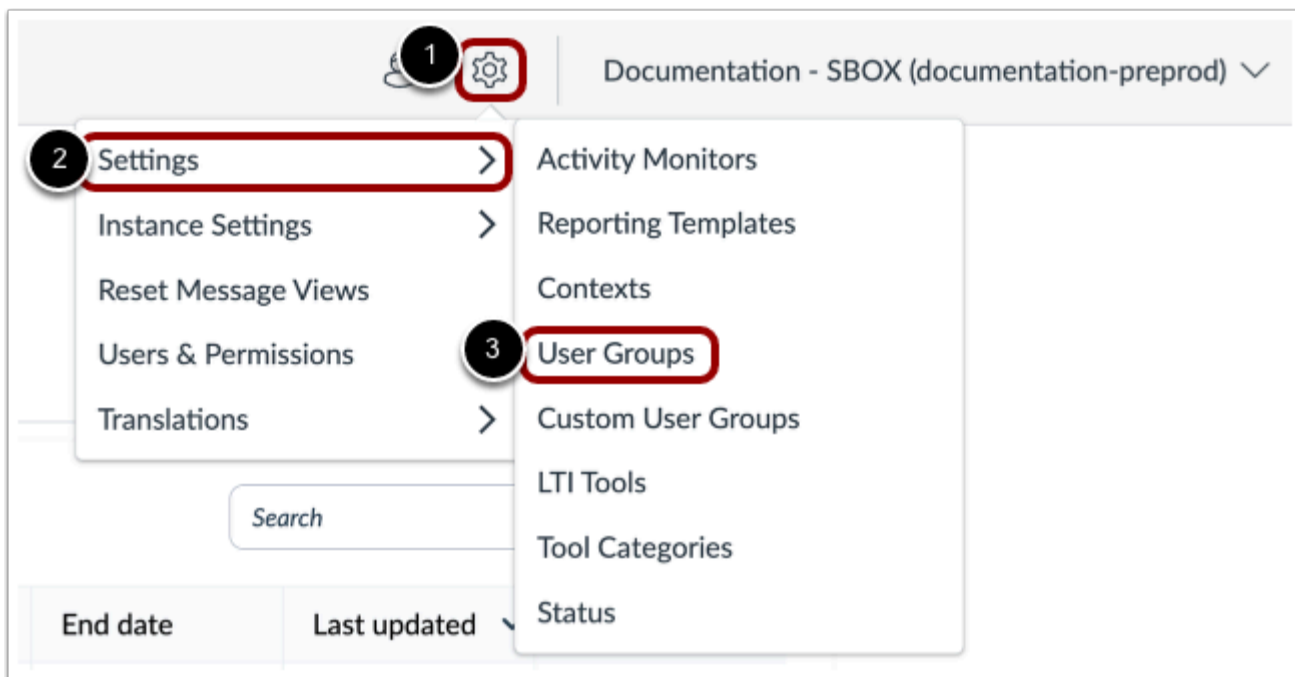 1
Documentation - SBOX (documentation-preprod)
2
Settings
Instance Settings
Reset Message Views
Users & Permissions
Translations
Activity Monitors
Reporting Templates
Contexts
3
User Groups
Custom User Groups
LTI Tools
Tool Categories
Status
Search
End date
Last updated